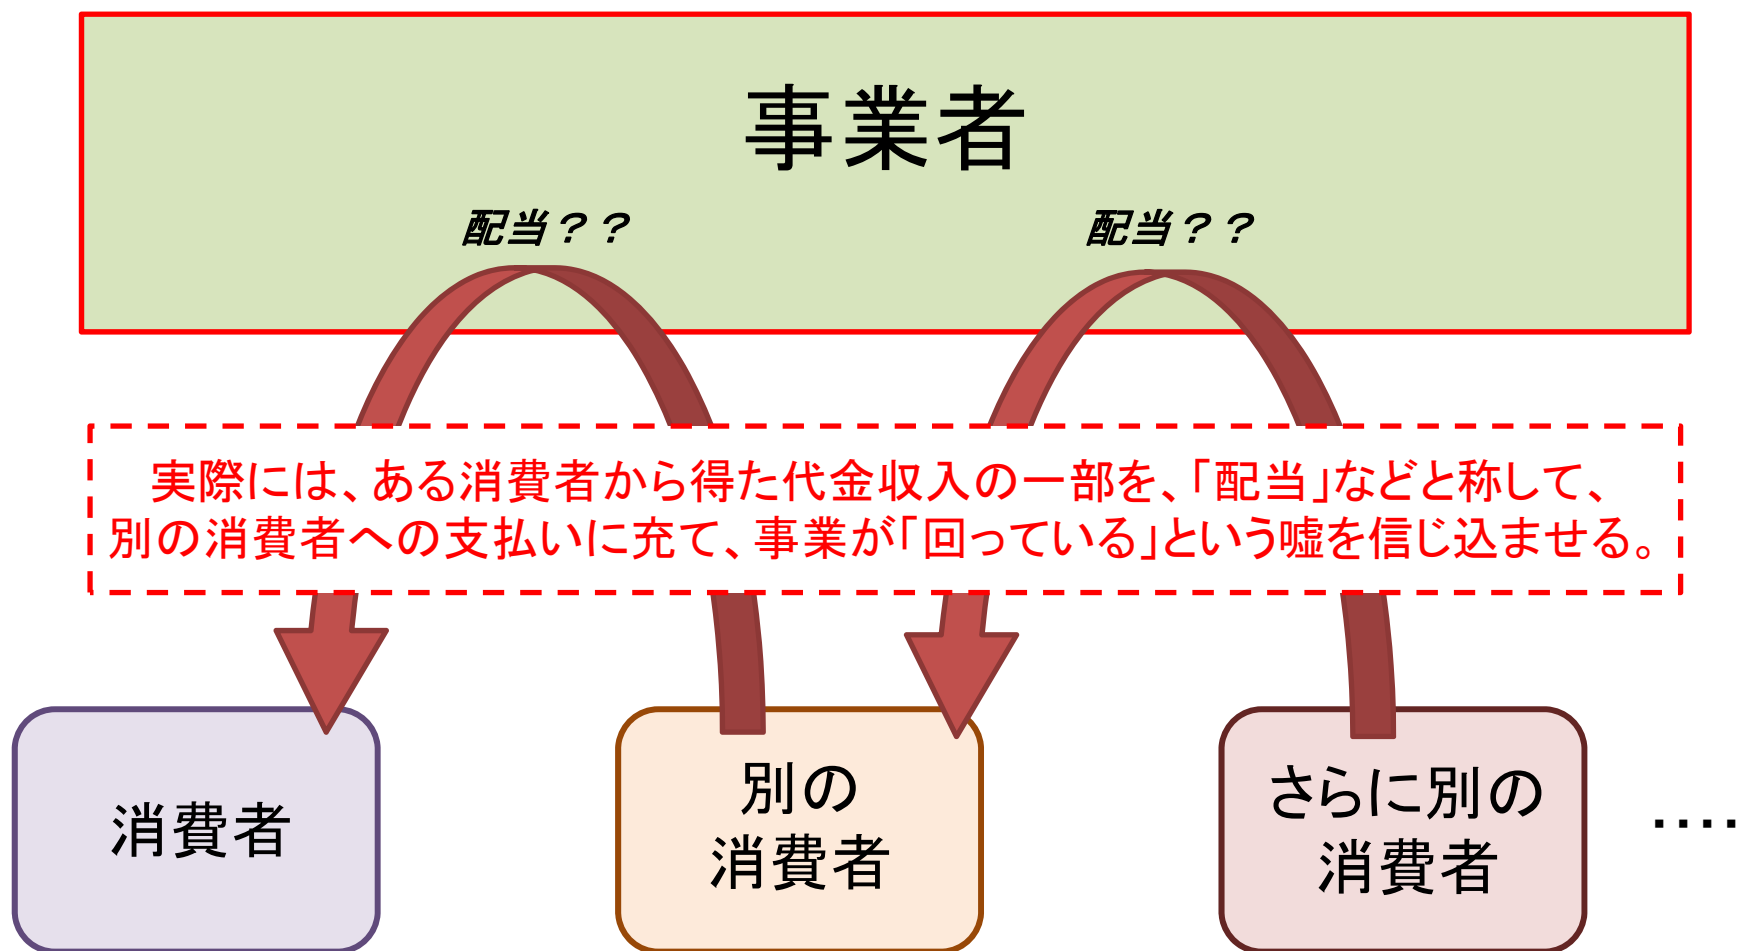 事業者
配当？？
配当？？
実際には、ある消費者から得た代金収入の一部を、「配当」などと称して、
別の消費者への支払いに充て、事業が「回っている」という嘘を信じ込ませる。
消費者
別の
消費者
さらに別の
消費者
‥‥